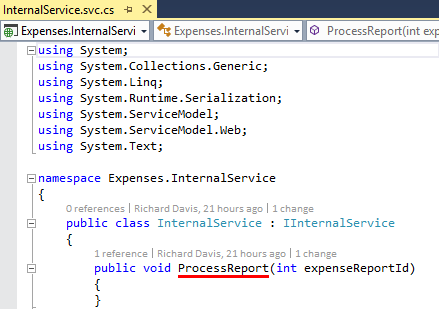 InternalService.svc.cs
Expenses.InternalServi
Expenses.InternalServi
ProcessReport(int exp
using System;
using System.Collections.Generic;
using System.Linq;
using System.Runtime.Serialization;
using System.ServiceModel;
using System.ServiceModel.Web;
using System.Text;
namespace Expenses.InternalService
{
0 references | Richard Davis, 21 hours ago | 1 change
public class InternalService : IInternalService
{
1 reference | Richard Davis, 21 hours ago | 1 change
public void ProcessReport(int expenseReportId)
{
}